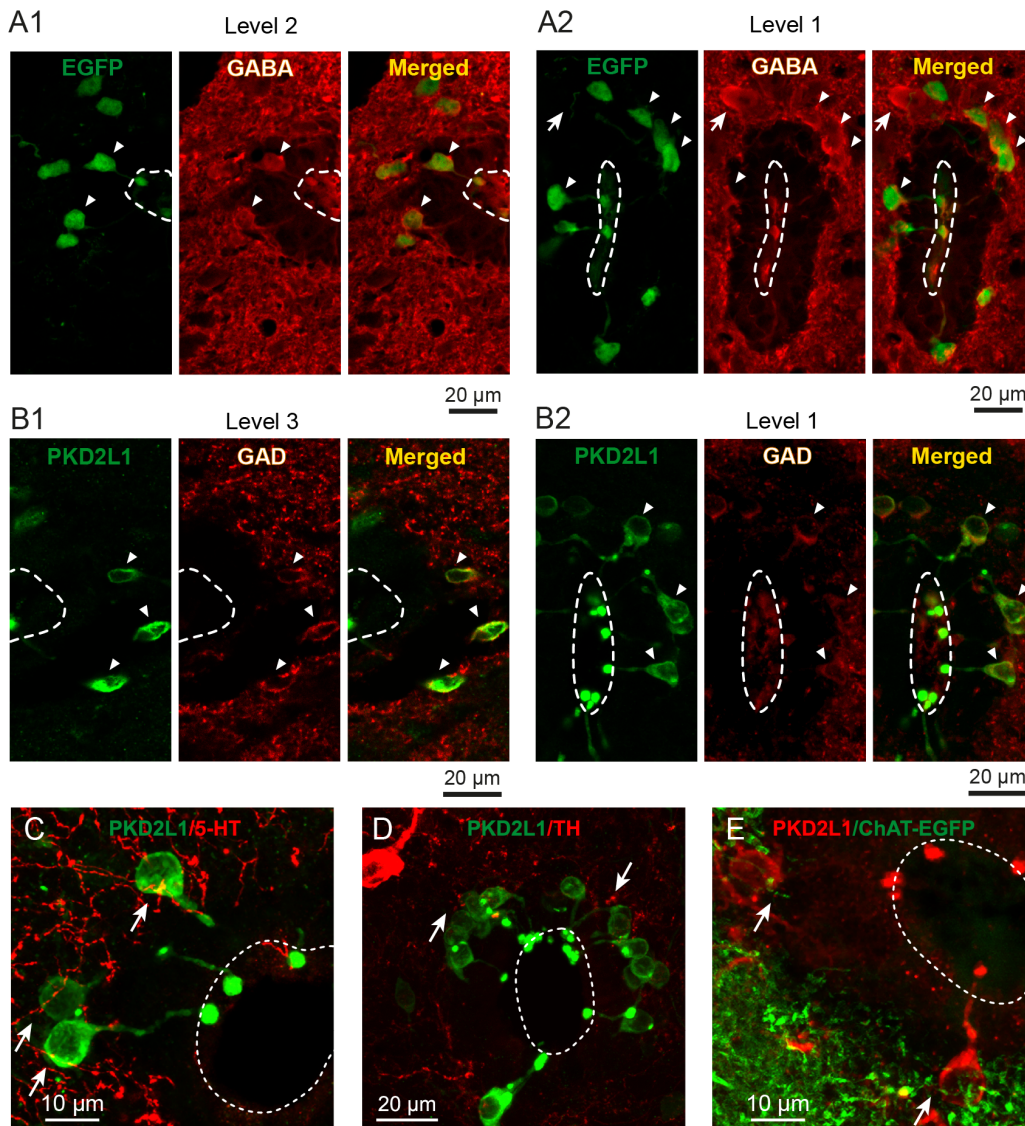 A1
Level 2
EGFP GABA Merged
20 µm
A2
Level 1
EGFP GABA Merged
20 µm
B1
Level 3
PKD2L1 GAD Merged
20 µm
B2
Level 1
PKD2L1 GAD Merged
20 µm
C
PKD2L1/5-HT
10 µm
D
PKD2L1/TH
20 µm
E
PKD2L1/ChAT-EGFP
10 µm